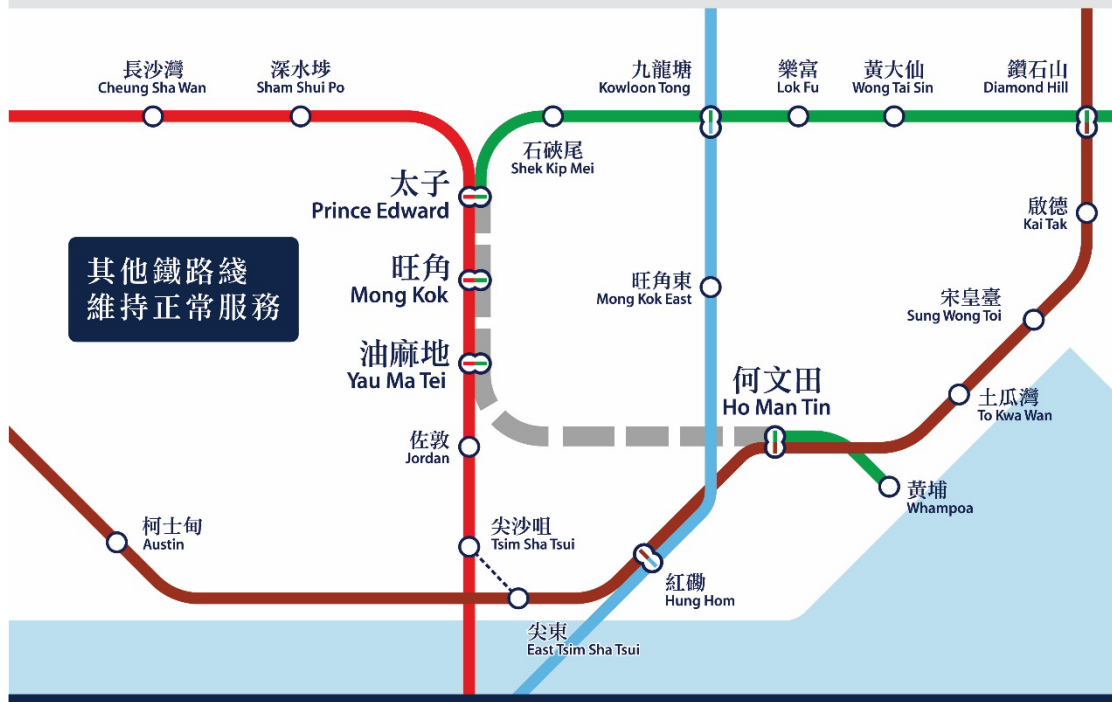 長沙灣
Cheung Sha Wan
深水埗
Sham Shui Po
九龍塘
Kowloon Tong
樂富
Lok Fu
黃大仙
Wong Tai Sin
鑽石山
Diamond Hill
石硤尾
Shek Kip Mei
太子
Prince Edward
啟德
Kai Tak
其他鐵路綫
維持正常服務
旺角
Mong Kok
旺角東
Mong Kok East
宋皇臺
Sung Wong Toi
油麻地
Yau Ma Tei
何文田
Ho Man Tin
土瓜灣
To Kwa Wan
佐敦
Jordan
黃埔
Whampoa
柯士甸
Austin
尖沙咀
Tsim Sha Tsui
紅磡
Hung Hom
尖東
East Tsim Sha Tsui